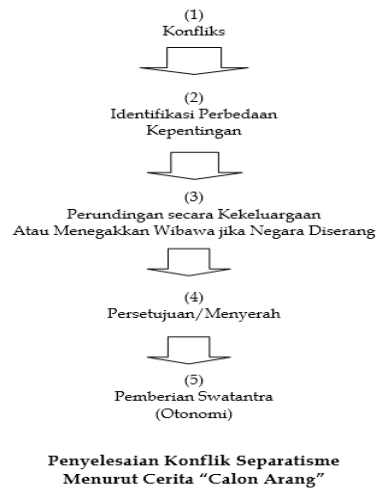 (1)
Konfliks
(2)
Identifikasi Perbedaan
Kepentingan
(3)
Perundingan secara Kekeluargaan
Atau Menegakkan Wibawa jika Negara Diserang
(4)
Persetujuan/Menyerah
(5)
Pemberian Swatantra
(Otonomi)
Penyelesaian Konflik Separatisme
Menurut Cerita “Calon Arang”